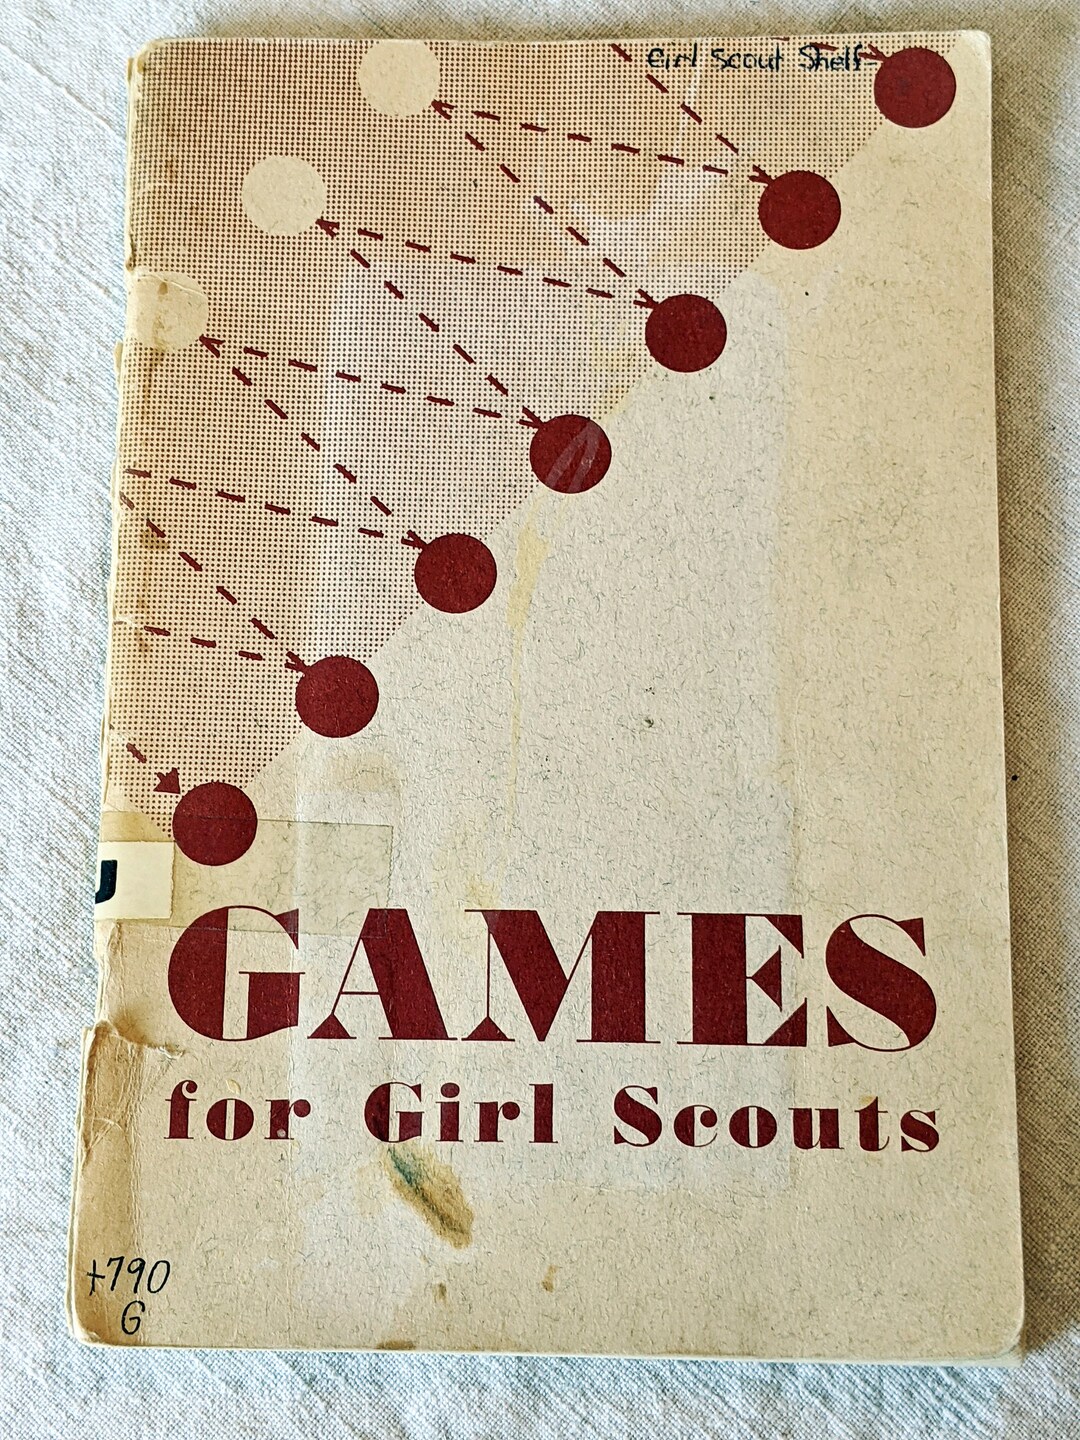 Girl Scout Shelf-
GAMES
for Girl Scouts
+790
G